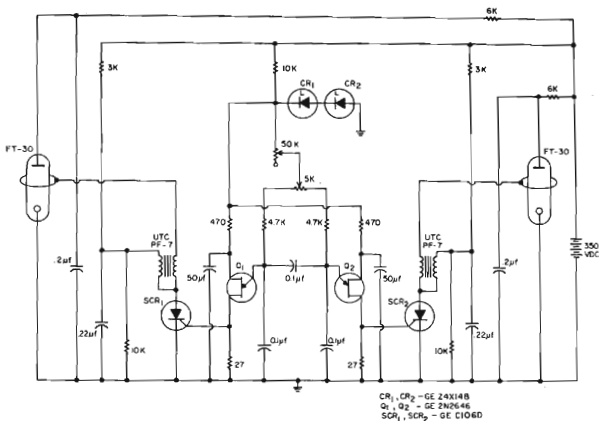 6K
3K
10K
3K
CR1
CR2
6K
FT-30
50K
FT-30
5K
470
4.7K
4.7K
470
UTC
PF-7
UTC
PF-7
.2µf
50µf
Q1
0.1µf
Q2
50µf
.2µf
350
VDC
SCR1
SCR2
.22µf
10K
0.1µf
0.1µf
27
27
10K
.22µf
CR1, CR2 - GE Z4X14B
Q1, Q2 - GE 2N2646
SCR1, SCR2 - GE C106D